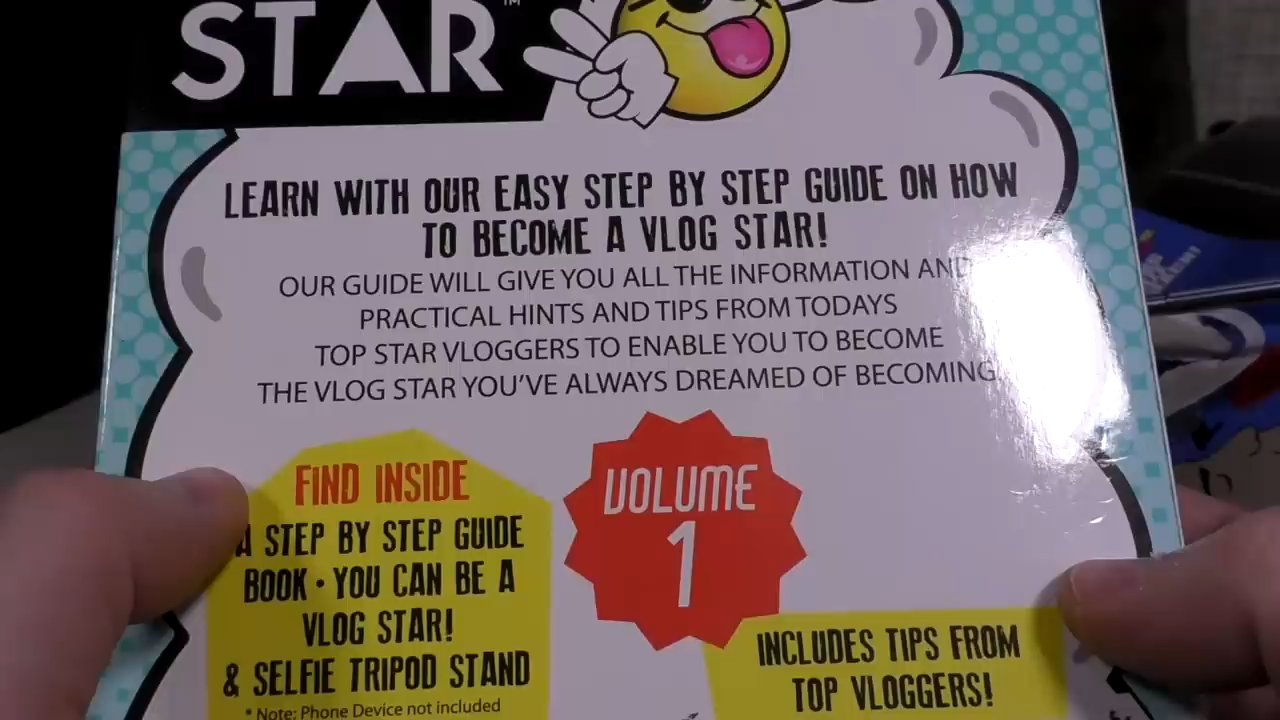 STAR™
LEARN WITH OUR EASY STEP BY STEP GUIDE ON HOW
TO BECOME A VLOG STAR!
OUR GUIDE WILL GIVE YOU ALL THE INFORMATION AND
PRACTICAL HINTS AND TIPS FROM TODAYS
TOP STAR VLOGGERS TO ENABLE YOU TO BECOME
THE VLOG STAR YOU'VE ALWAYS DREAMED OF BECOMING
FIND INSIDE
A STEP BY STEP GUIDE
BOOK • YOU CAN BE A
VLOG STAR!
& SELFIE TRIPOD STAND
* Note: Phone Device not included
VOLUME
1
INCLUDES TIPS FROM
TOP VLOGGERS!